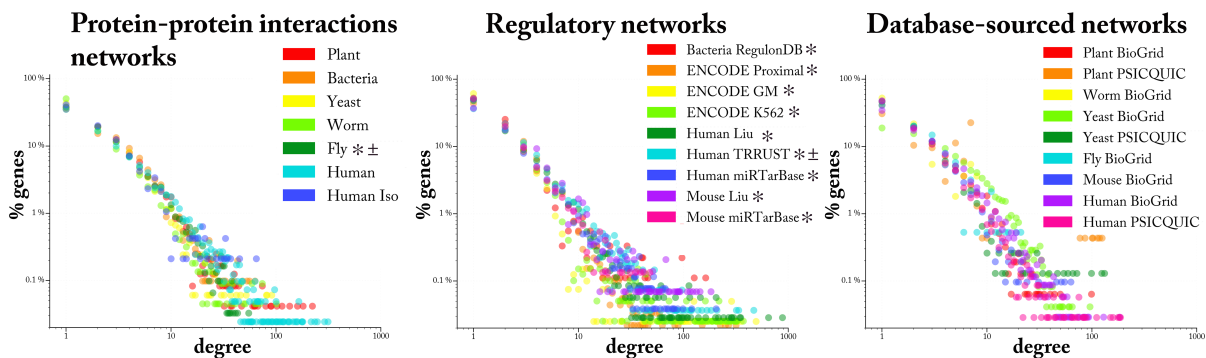 Protein-protein interactions
networks
Plant
Bacteria
Yeast
Worm
Fly *±
Human
Human Iso
100 %
10 %
1 %
0.1 %
% genes
1
10
100
1000
degree
Regulatory networks
Bacteria RegulonDB*
ENCODE Proximal*
ENCODE GM *
ENCODE K562 *
Human Liu *
Human TRRUST *±
Human miRTarBase *
Mouse Liu *
Mouse miRTarBase*
100 %
10 %
1 %
0.1 %
% genes
1
10
100
1000
degree
Database-sourced networks
Plant BioGrid
Plant PSICQUIC
Worm BioGrid
Yeast BioGrid
Yeast PSICQUIC
Fly BioGrid
Mouse BioGrid
Human BioGrid
Human PSICQUIC
100 %
10 %
1 %
0.1 %
% genes
1
10
100
1000
degree